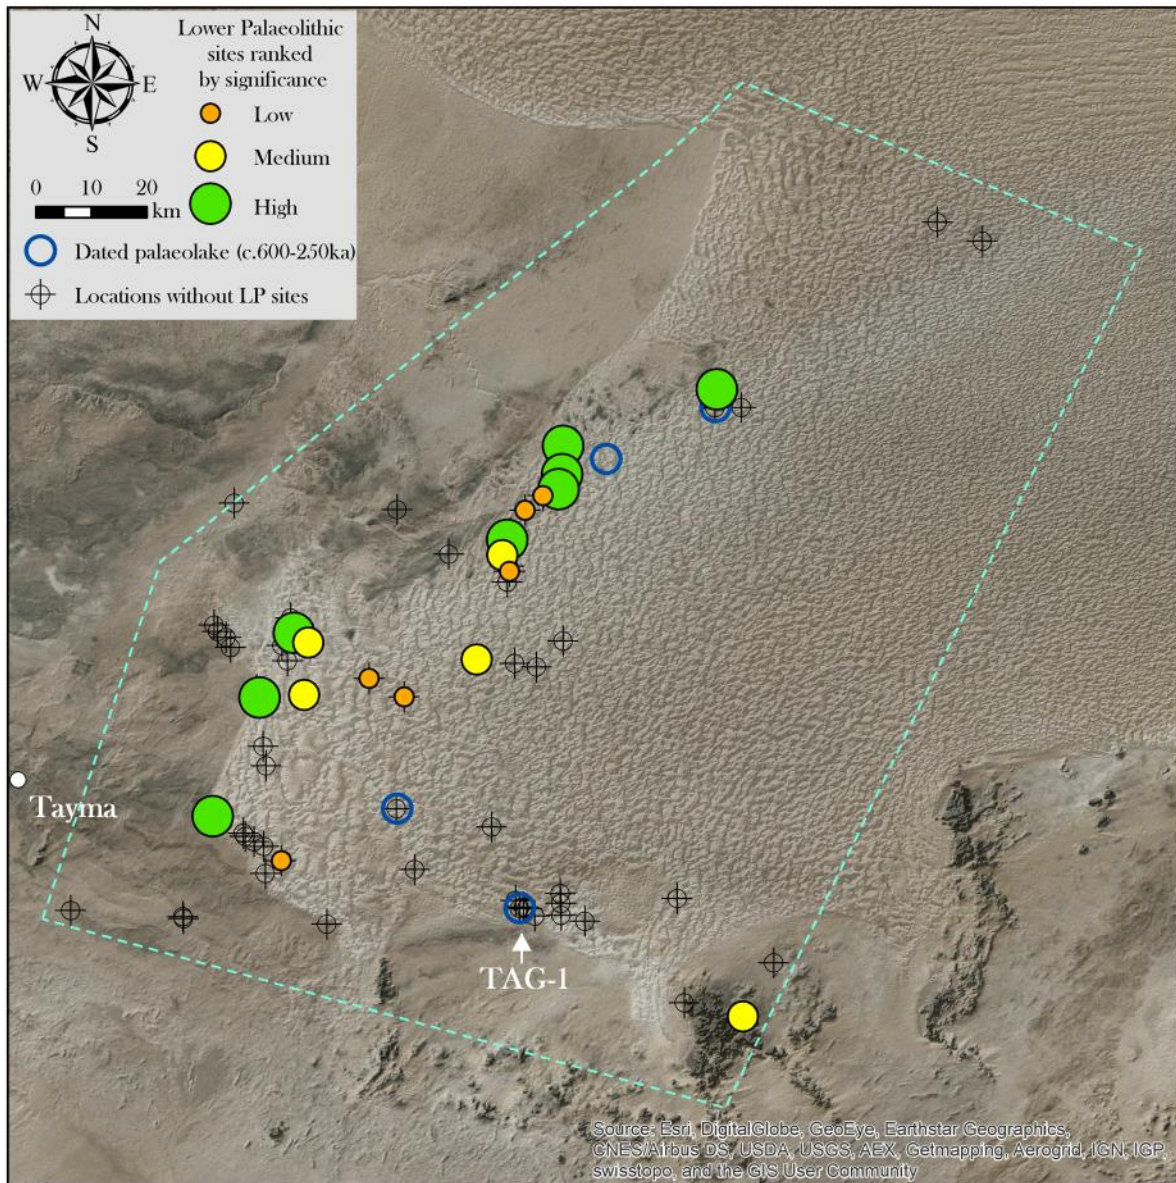 N
W E
S
0 10 20
km
Lower Palaeolithic
sites ranked
by significance
Low
Medium
High
Dated palaeolake (c.600-250ka)
Locations without LP sites
Tayma
TAG-1
Source: Esri, DigitalGlobe, GeoEye, Earthstar Geographics,
CNES/Airbus DS, USDA, USGS, AEX, Getmapping, Aerogrid, IGN, IGP,
swisstopo, and the GIS User Community